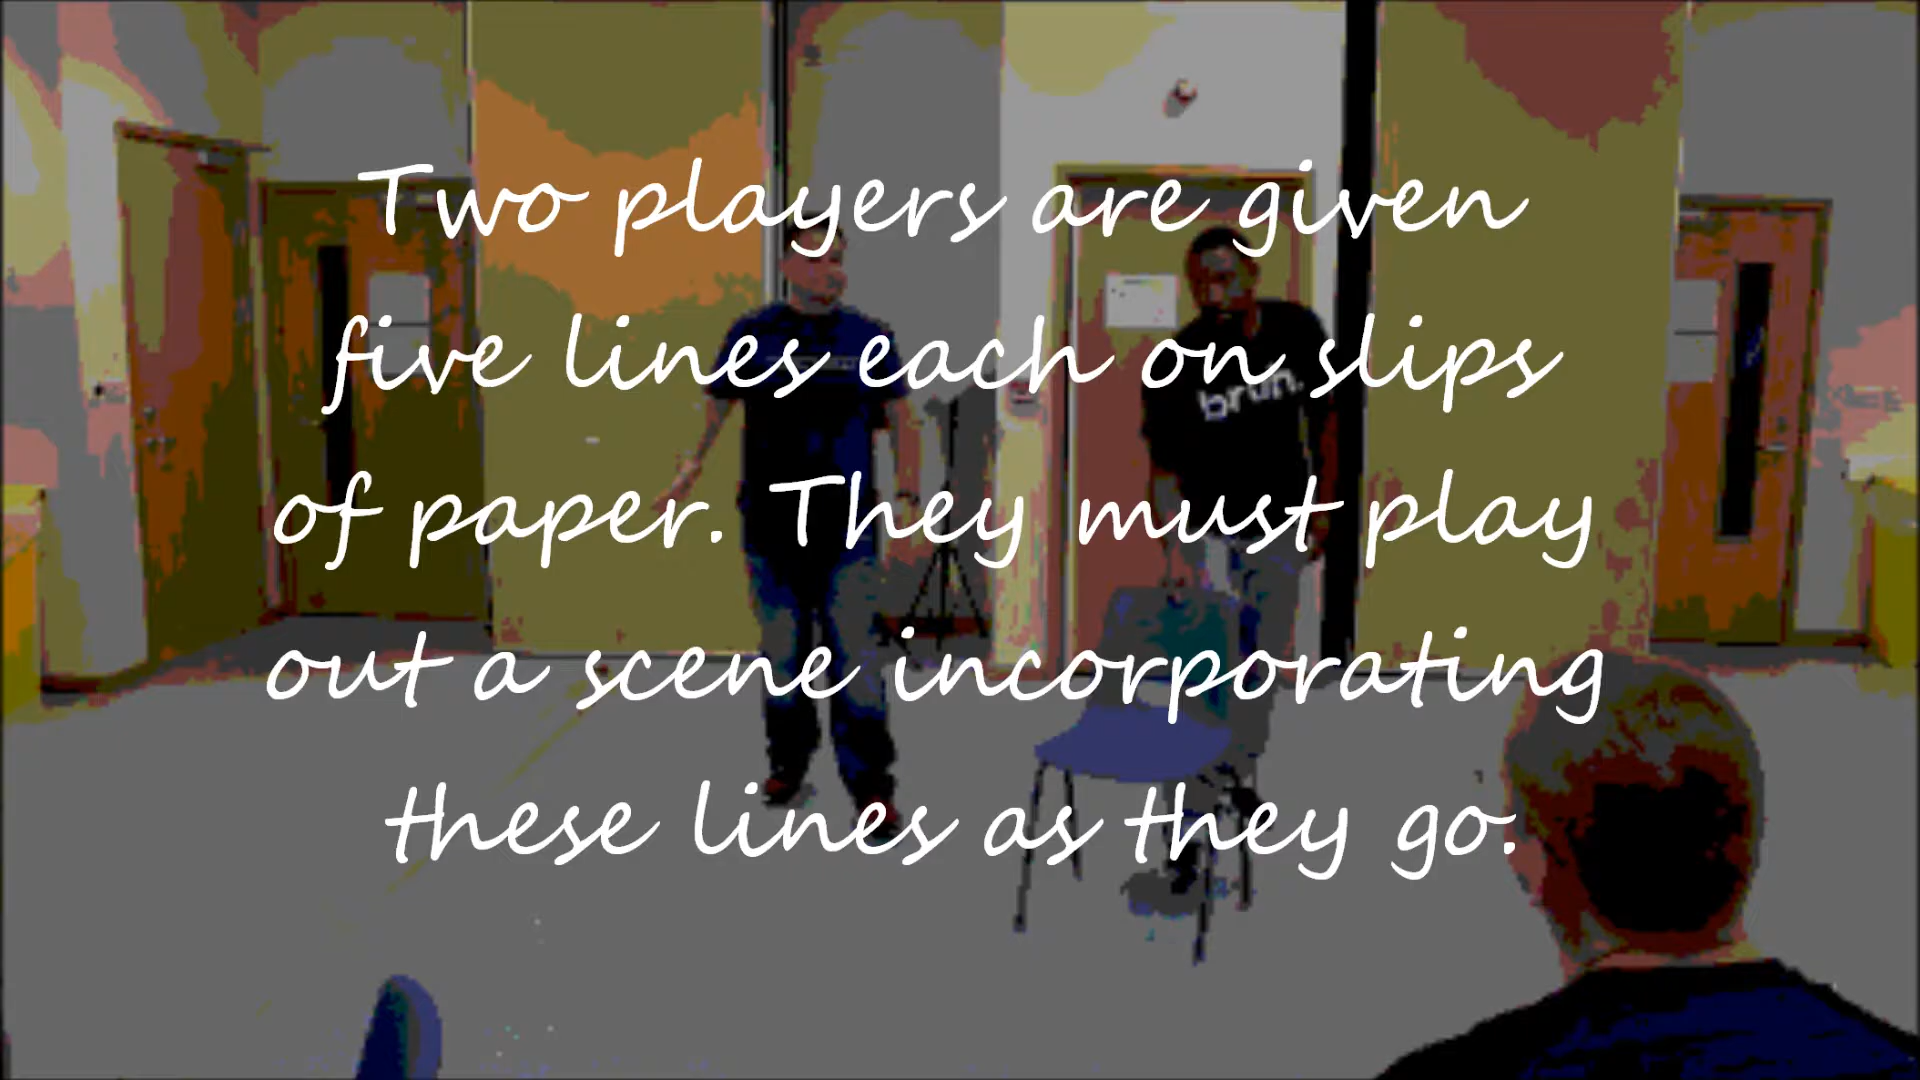 Two players are given
five lines each on slips
of paper. They must play
out a scene incorporating
these lines as they go.